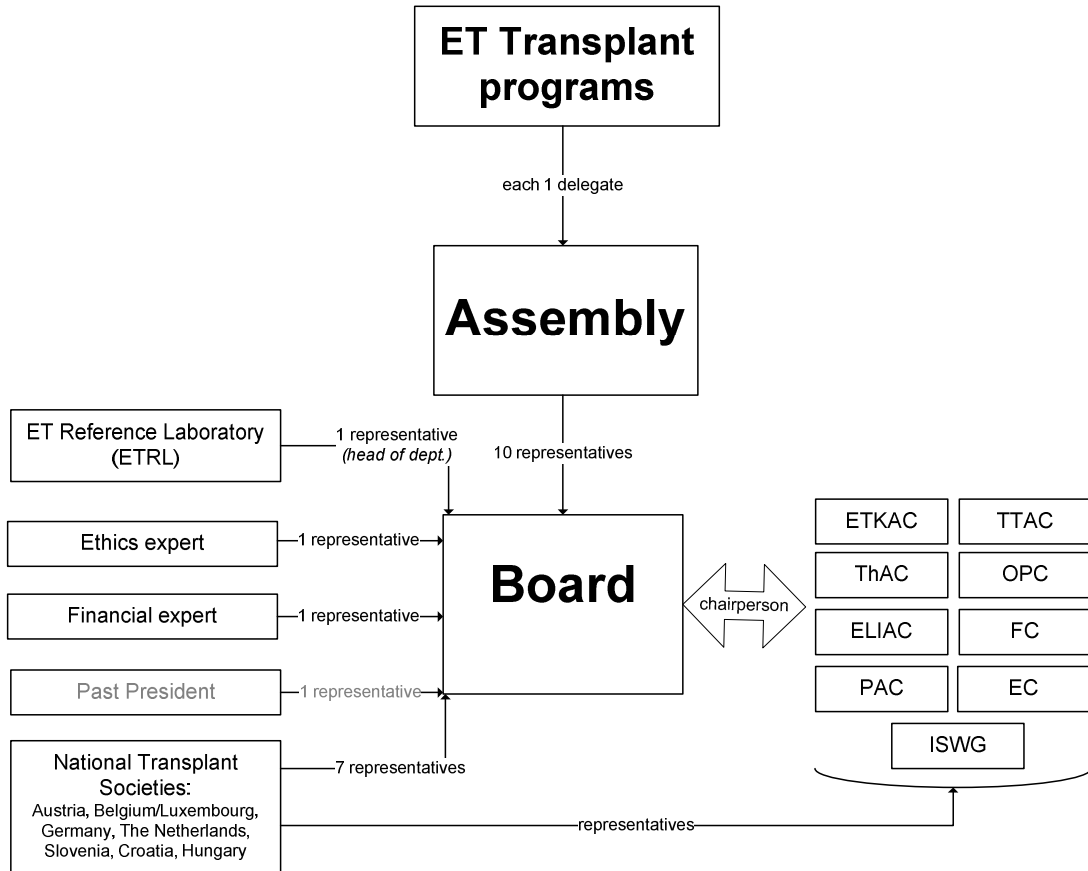 ET Transplant
programs
each 1 delegate
Assembly
ET Reference Laboratory
(ETRL)
1 representative
(head of dept.)
10 representatives
Ethics expert
1 representative
Financial expert
1 representative
Past President
1 representative
National Transplant
Societies:
Austria, Belgium/Luxembourg,
Germany, The Netherlands,
Slovenia, Croatia, Hungary
7 representatives
representatives
Board
chairperson
ETKAC
TTAC
ThAC
OPC
ELIAC
FC
PAC
EC
ISWG